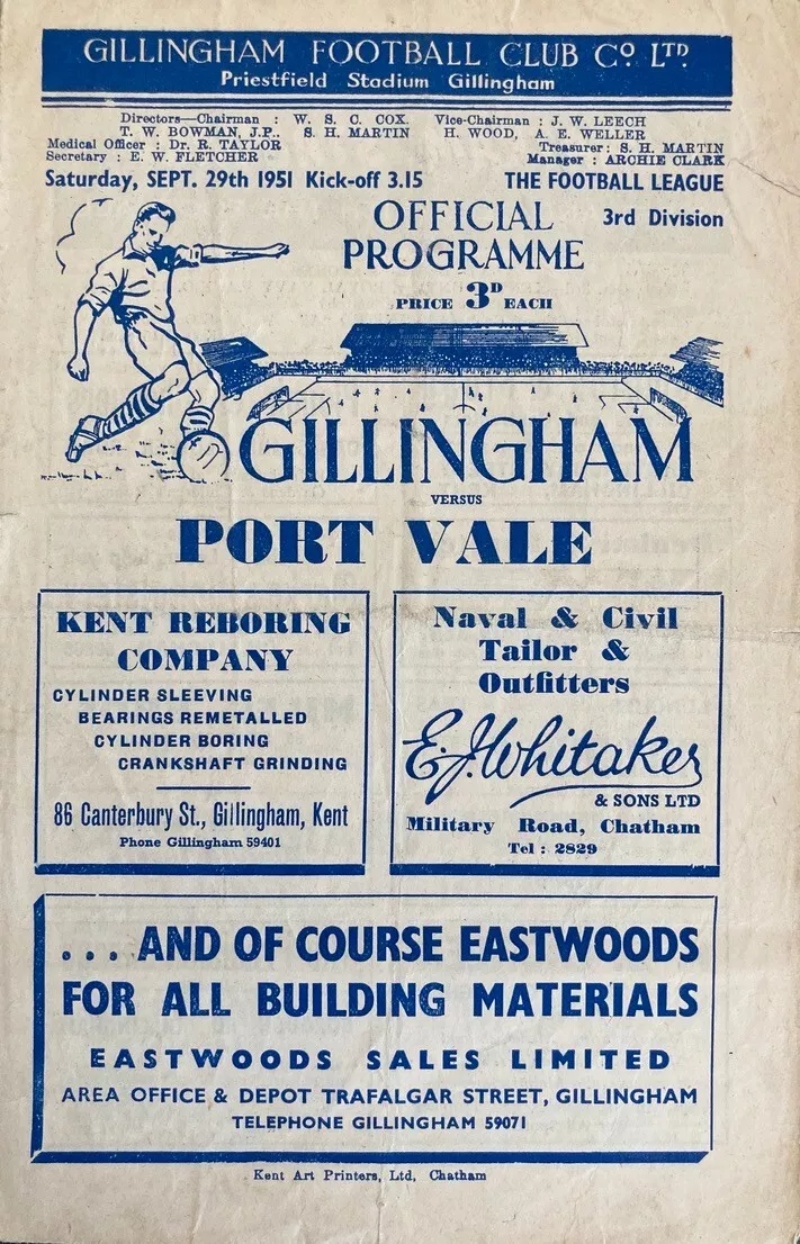 GILLINGHAM FOOTBALL CLUB Cº LTD.
Priestfield Stadium Gillingham
Directors—Chairman : W. S. C. COX. Vice-Chairman : J. W. LEECH
T. W. BOWMAN, J.P.. S. H. MARTIN H. WOOD, A. E. WELLER
Medical Officer : Dr. R. TAYLOR Treasurer : S. H. MARTIN
Secretary : E. W. FLETCHER Manager : ARCHIE CLARK
Saturday, SEPT. 29th 1951 Kick-off 3.15 THE FOOTBALL LEAGUE
OFFICIAL 3rd Division
PROGRAMME
PRICE 3D EACH
GILLINGHAM
VERSUS
PORT VALE
KENT REBORING
COMPANY
CYLINDER SLEEVING
BEARINGS REMETALLED
CYLINDER BORING
CRANKSHAFT GRINDING
86 Canterbury St., Gillingham, Kent
Phone Gillingham 59401
Naval & Civil
Tailor &
Outfitters
E. J. Whitaker
& SONS LTD
Military Road, Chatham
Tel : 2829
. . . AND OF COURSE EASTWOODS
FOR ALL BUILDING MATERIALS
EASTWOODS SALES LIMITED
AREA OFFICE & DEPOT TRAFALGAR STREET, GILLINGHAM
TELEPHONE GILLINGHAM 59071
Kent Art Printers, Ltd, Chatham